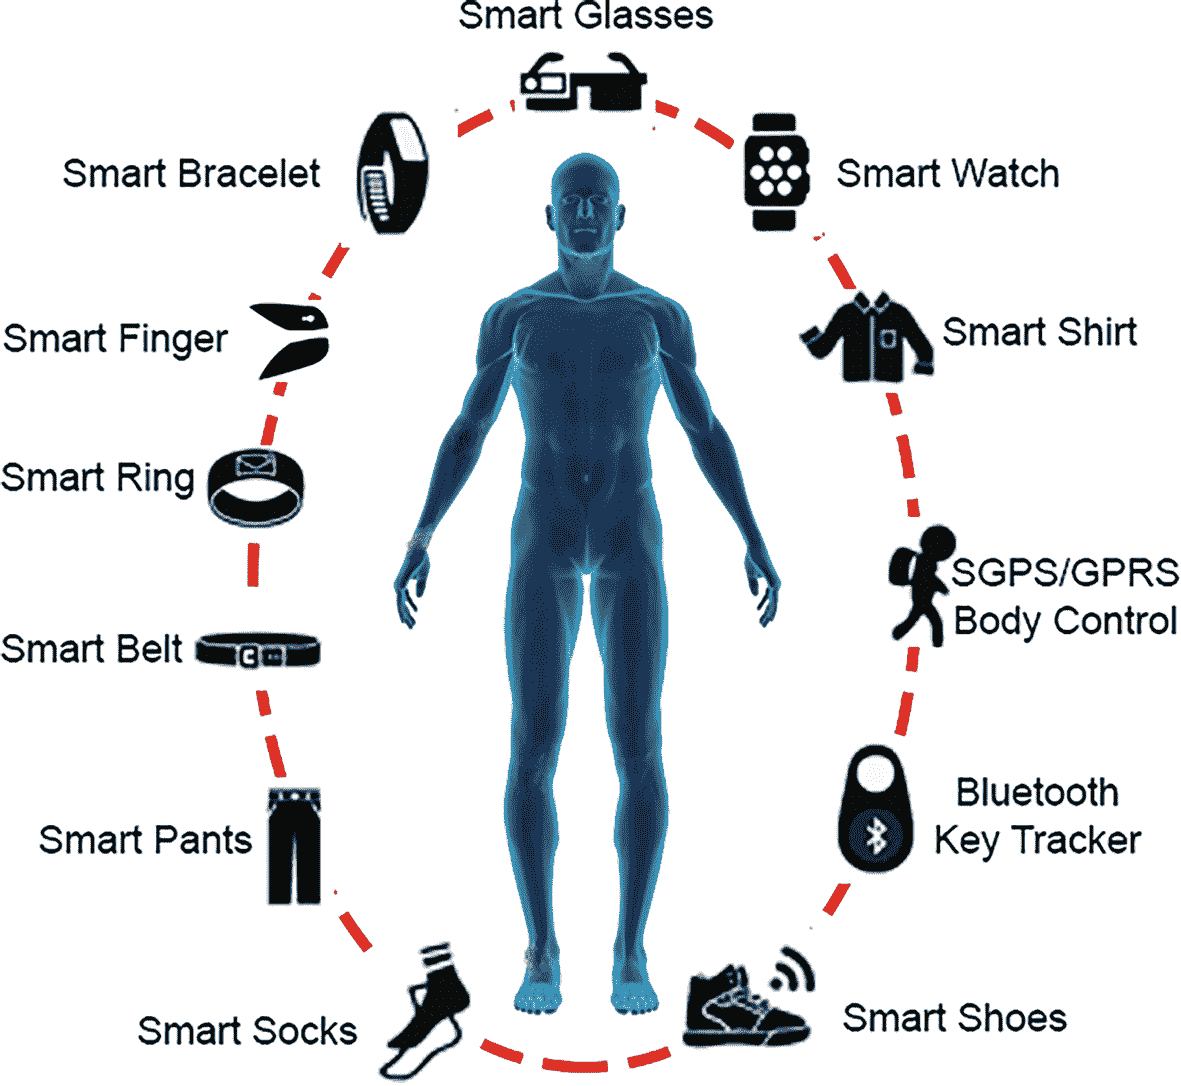 Smart Glasses
Smart Bracelet
Smart Watch
Smart Finger
Smart Shirt
Smart Ring
SGPS/GPRS
Body Control
Smart Belt
Bluetooth
Key Tracker
Smart Pants
Smart Socks
Smart Shoes